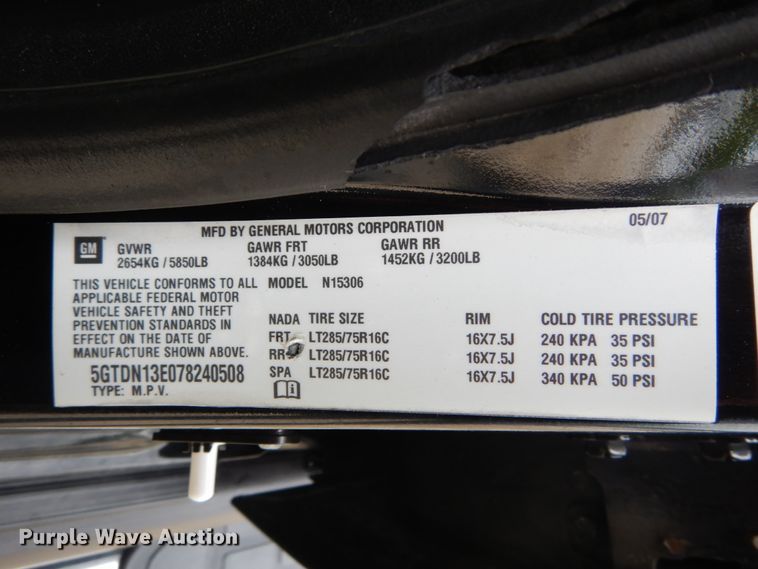 MFD BY GENERAL MOTORS CORPORATION 05/07
GM
GVWR GAWR FRT GAWR RR
2654KG / 5850LB 1384KG / 3050LB 1452KG / 3200LB
THIS VEHICLE CONFORMS TO ALL MODEL N15306
APPLICABLE FEDERAL MOTOR
VEHICLE SAFETY AND THEFT
PREVENTION STANDARDS IN
EFFECT ON THE DATE OF
MANUFACTURE SHOWN ABOVE.
5GTDN13E078240508
TYPE: M.P.V.
NADA TIRE SIZE RIM COLD TIRE PRESSURE
FRT LT285/75R16C 16X7.5J 240 KPA 35 PSI
RR LT285/75R16C 16X7.5J 240 KPA 35 PSI
SPA LT285/75R16C 16X7.5J 340 KPA 50 PSI
Purple Wave Auction